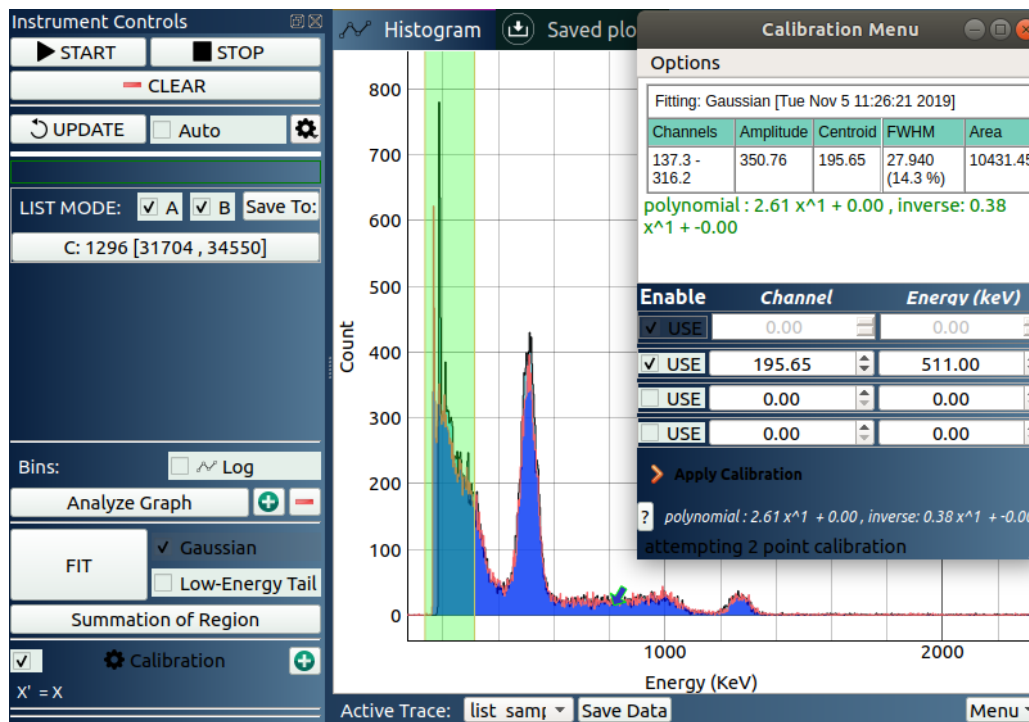 Instrument Controls
START
STOP
CLEAR
UPDATE
Auto
LIST MODE:
A
B
Save To:
C: 1296 [31704 , 34550]
Bins:
Log
Analyze Graph
FIT
Gaussian
Low-Energy Tail
Summation of Region
Calibration
X' = X
Histogram
Saved plo
800
700
600
500
400
300
200
100
0
Count
1000
2000
Energy (KeV)
Active Trace:
list_samp
Save Data
Menu
Calibration Menu
Options
Fitting: Gaussian [Tue Nov 5 11:26:21 2019]
Channels Amplitude Centroid FWHM Area
137.3 - 350.76 195.65 27.940 10431.45
316.2 (14.3 %)
polynomial : 2.61 x^1 + 0.00 , inverse: 0.38
x^1 + -0.00
Enable Channel Energy (keV)
USE 0.00 0.00
USE 195.65 511.00
USE 0.00 0.00
USE 0.00 0.00
Apply Calibration
? polynomial : 2.61 x^1 + 0.00 , inverse: 0.38 x^1 + -0.00
attempting 2 point calibration